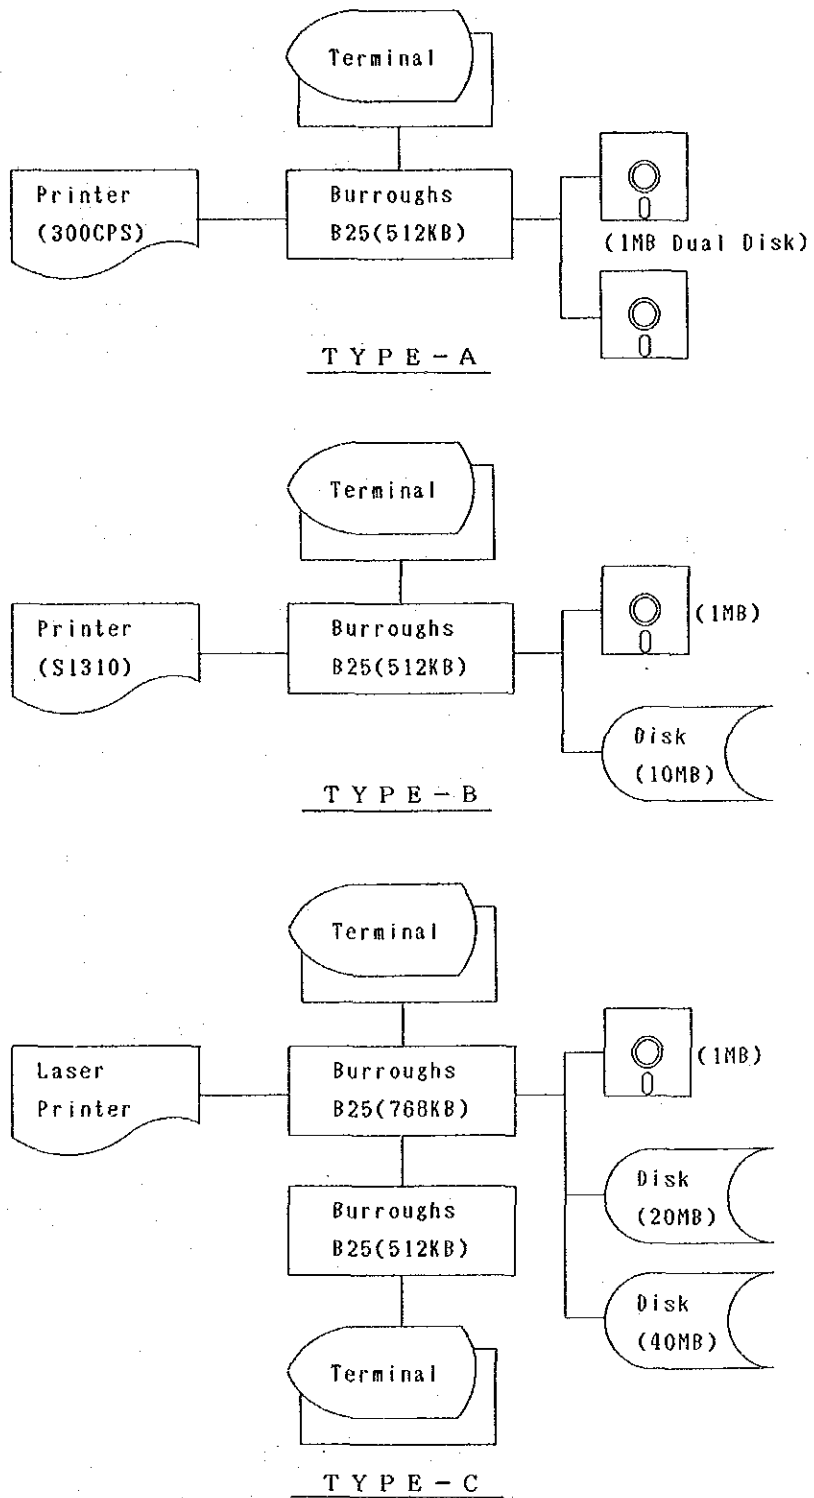 Terminal
Printer
(300CPS)
Burroughs
B25(512KB)
(1MB Dual Disk)
TYPE-A
Terminal
Printer
(S1310)
Burroughs
B25(512KB)
(1MB)
Disk
(10MB)
TYPE-B
Terminal
Laser
Printer
Burroughs
B25(768KB)
(1MB)
Burroughs
B25(512KB)
Disk
(20MB)
Disk
(40MB)
Terminal
TYPE-C